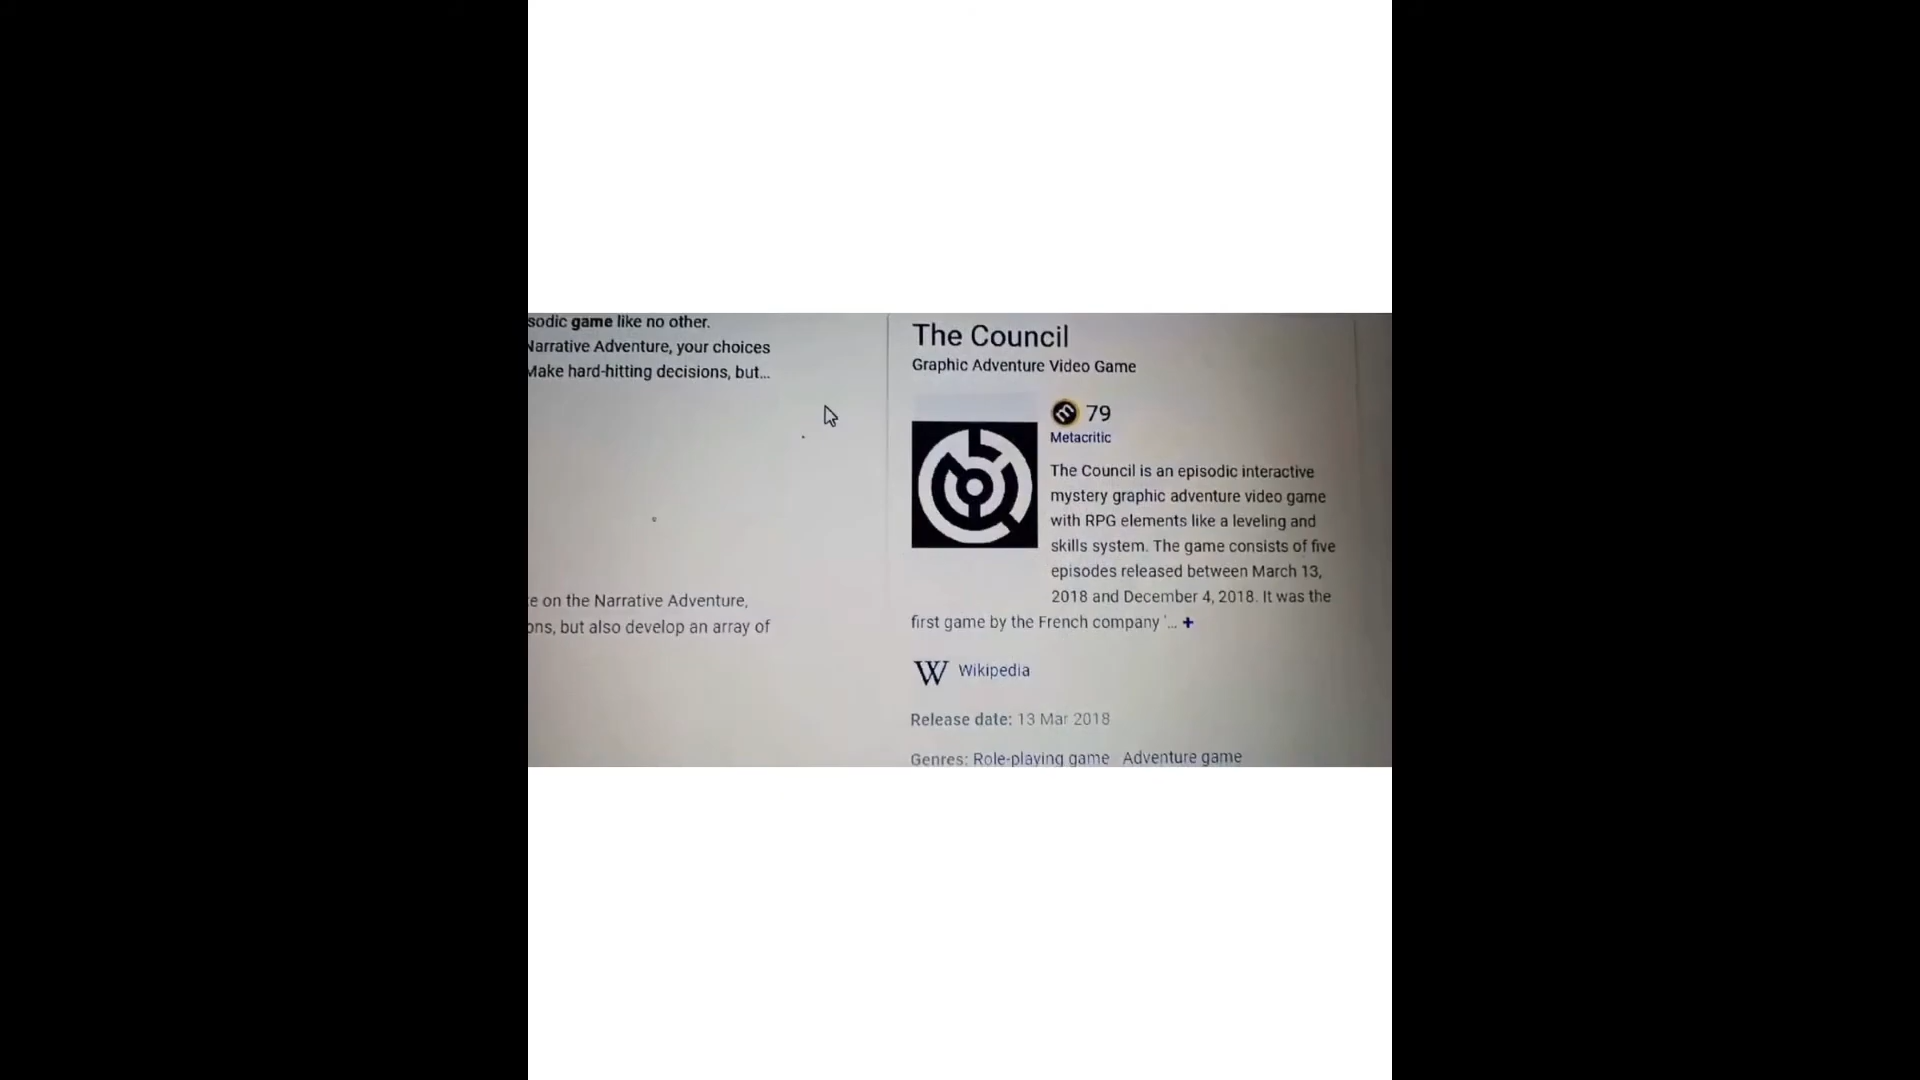 sodic game like no other.
Narrative Adventure, your choices
Make hard-hitting decisions, but...
e on the Narrative Adventure,
ons, but also develop an array of
The Council
Graphic Adventure Video Game
m 79
Metacritic
The Council is an episodic interactive
mystery graphic adventure video game
with RPG elements like a leveling and
skills system. The game consists of five
episodes released between March 13,
2018 and December 4, 2018. It was the
first game by the French company '... +
W Wikipedia
Release date: 13 Mar 2018
Genres: Role-playing game Adventure game